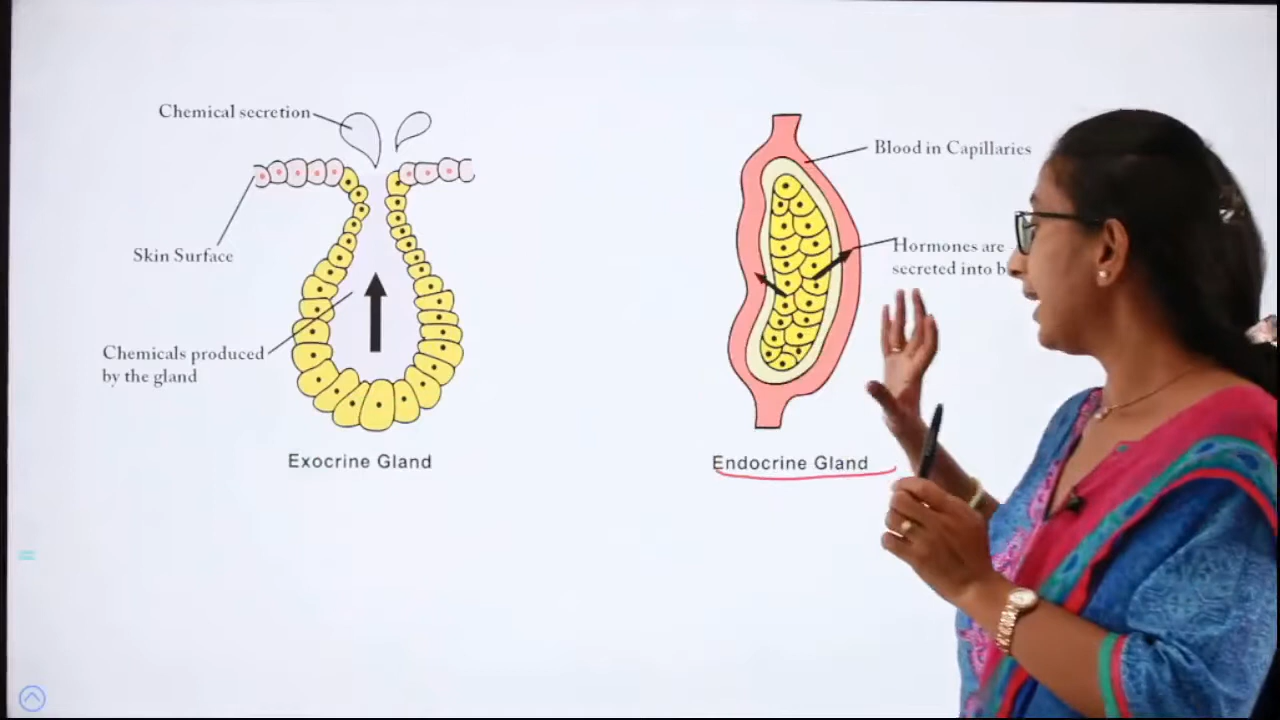 Chemical secretion
Skin Surface
Chemicals produced
by the gland
Exocrine Gland
Blood in Capillaries
Hormones are
secreted into
Endocrine Gland